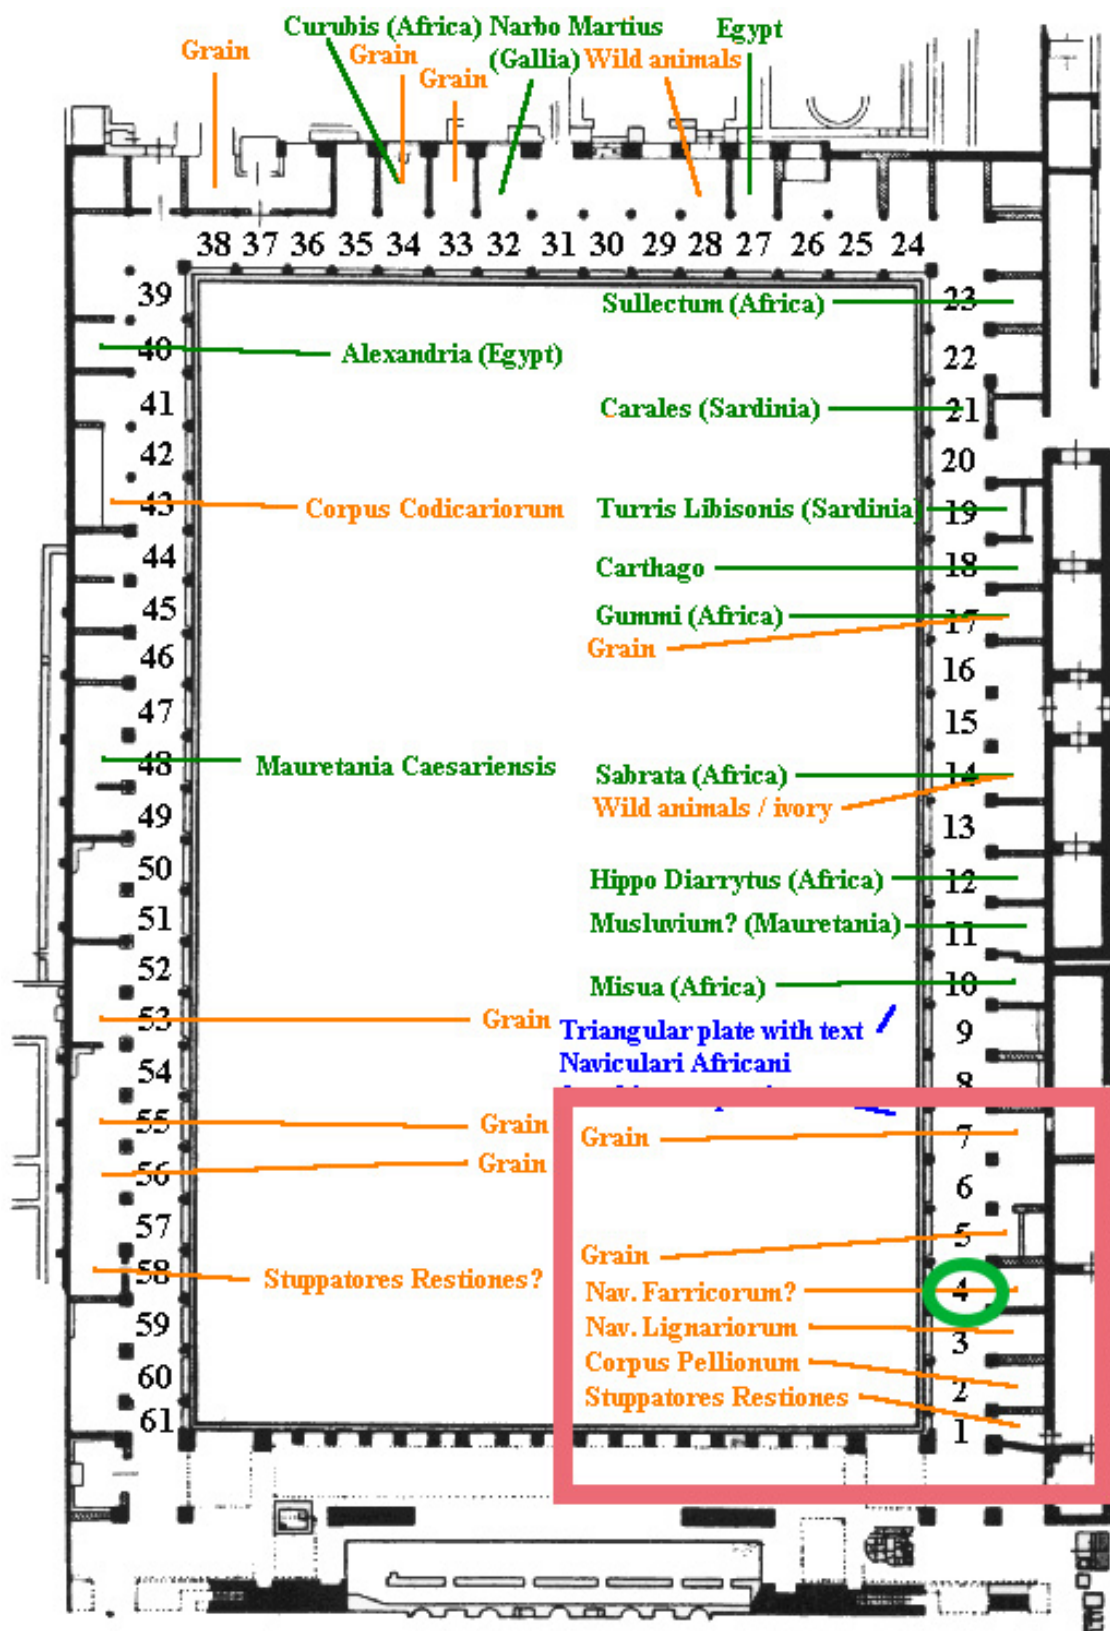 Curubis (Africa) Narbo Martius
Egypt
Grain
Grain
(Gallia)
Wild animals
Grain
38 37 36 35 34 33 32 31 30 29 28 27 26 25 24
39
Sullectum (Africa)
23
40
Alexandria (Egypt)
22
41
Carales (Sardinia)
21
42
20
43
Corpus Codicariorum
Turris Libisonis (Sardinia)
19
44
Carthago
18
45
Gummi (Africa)
17
Grain
46
16
47
15
48
Mauretania Caesariensis
Sabrata (Africa)
14
Wild animals / ivory
49
13
50
Hippo Diarrytus (Africa)
12
51
Musluvium? (Mauretania)
11
52
Misua (Africa)
10
53
Grain
Triangular plate with text
9
Naviculari Africani
54
8
55
Grain
Grain
7
56
Grain
6
57
Grain
5
58
Stuppatores Restiones?
Nav. Farricorum?
4
59
Nav. Lignariorum
3
60
Corpus Pellionum
2
61
Stuppatores Restiones
1